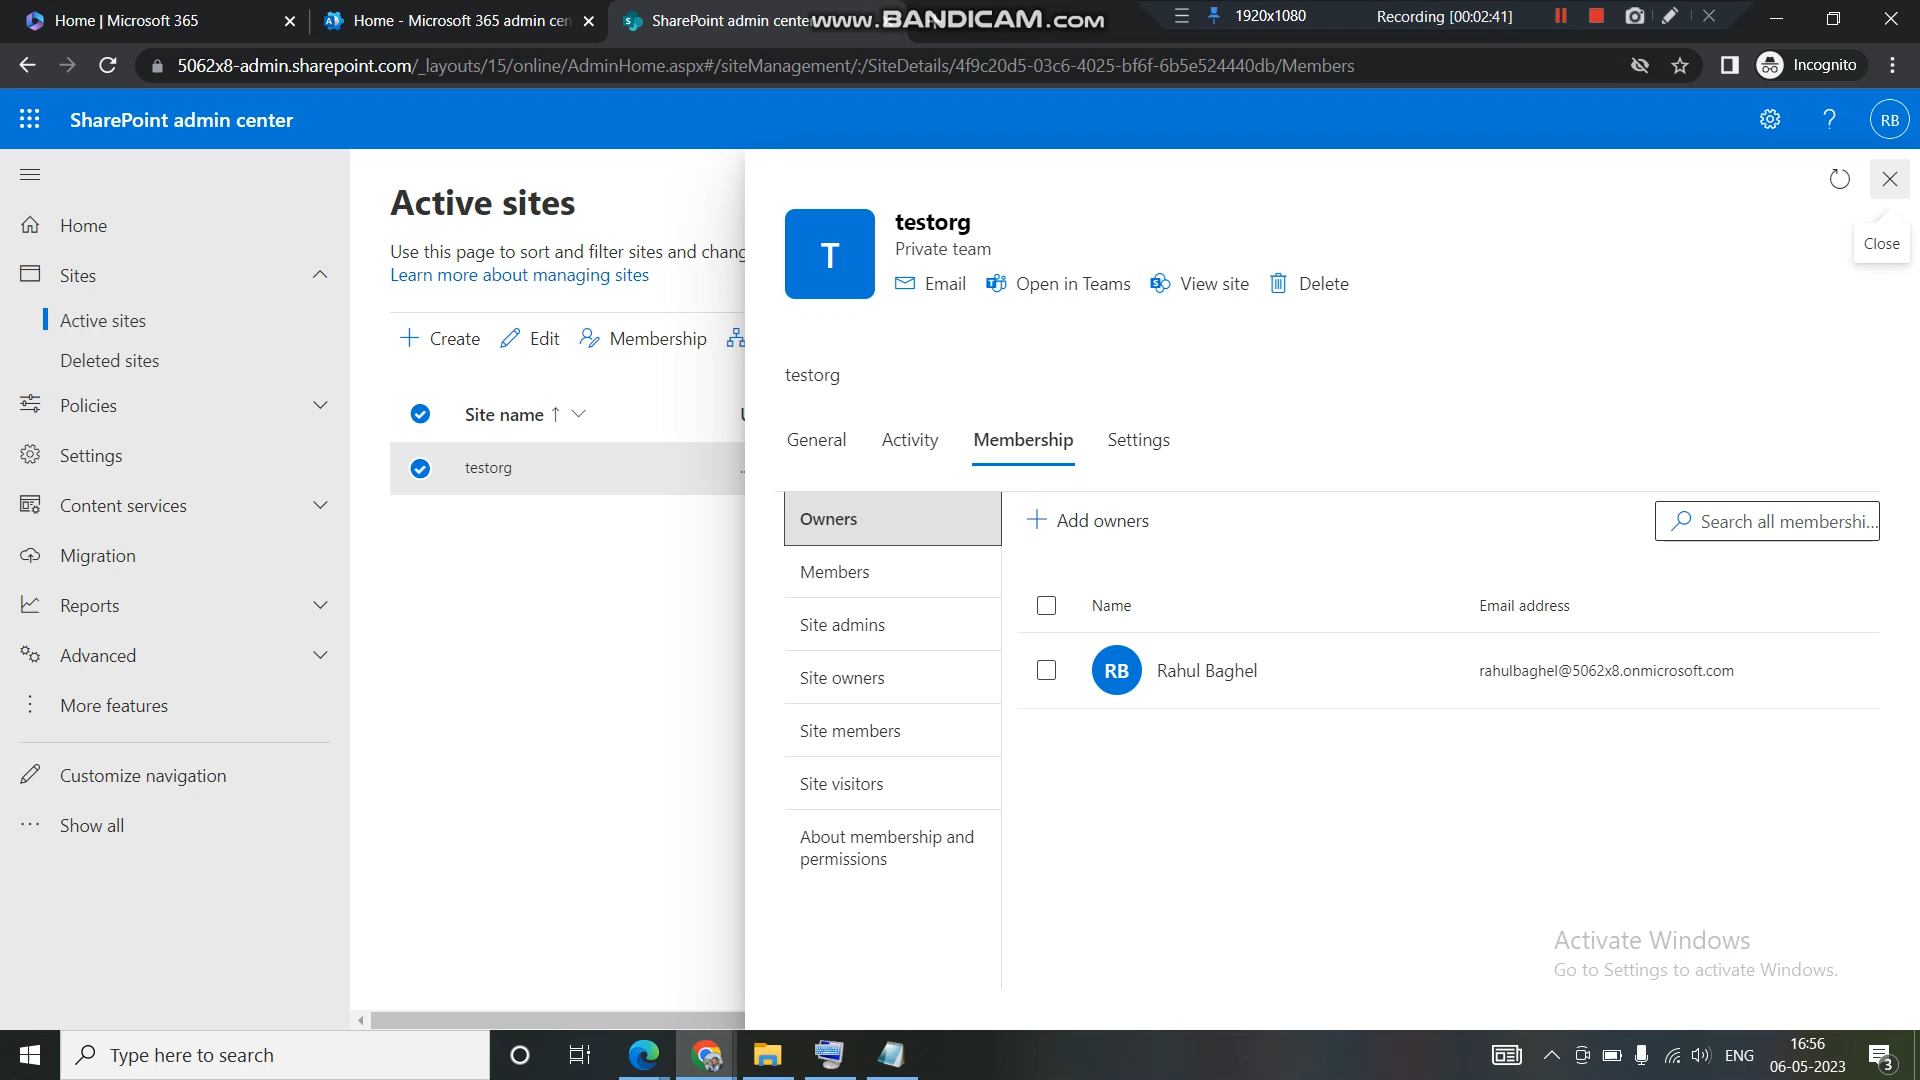 Home | Microsoft 365
Home - Microsoft 365 admin cen
SharePoint admin cente
www.BANDICAM.com
1920x1080
Recording [00:02:41]
5062x8-admin.sharepoint.com/_layouts/15/online/AdminHome.aspx#/siteManagement/:/SiteDetails/4f9c20d5-03c6-4025-bf6f-6b5e524440db/Members
Incognito
SharePoint admin center
RB
Home
Sites
Active sites
Deleted sites
Policies
Settings
Content services
Migration
Reports
Advanced
More features
Customize navigation
Show all
Active sites
Use this page to sort and filter sites and chang
Learn more about managing sites
Create
Edit
Membership
Site name
testorg
Close
T
testorg
Private team
Email
Open in Teams
View site
Delete
testorg
General
Activity
Membership
Settings
Owners
Members
Site admins
Site owners
Site members
Site visitors
About membership and
permissions
Add owners
Search all membershi...
Name
Email address
RB
Rahul Baghel
rahulbaghel@5062x8.onmicrosoft.com
Activate Windows
Go to Settings to activate Windows.
Type here to search
ENG
16:56
06-05-2023
3